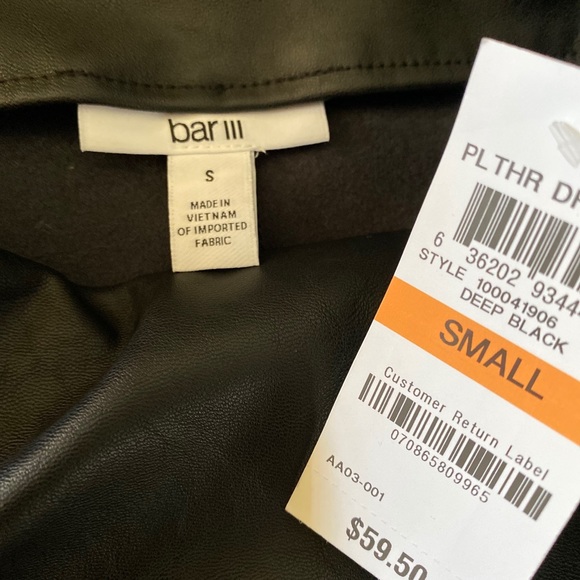 bar III
S
MADE IN
VIETNAM
OF IMPORTED
FABRIC
PLTHR
6 36202 9344
STYLE 100041906
DEEP BLACK
SMALL
Customer Return Label
070865809965
AA03-001
$59.50